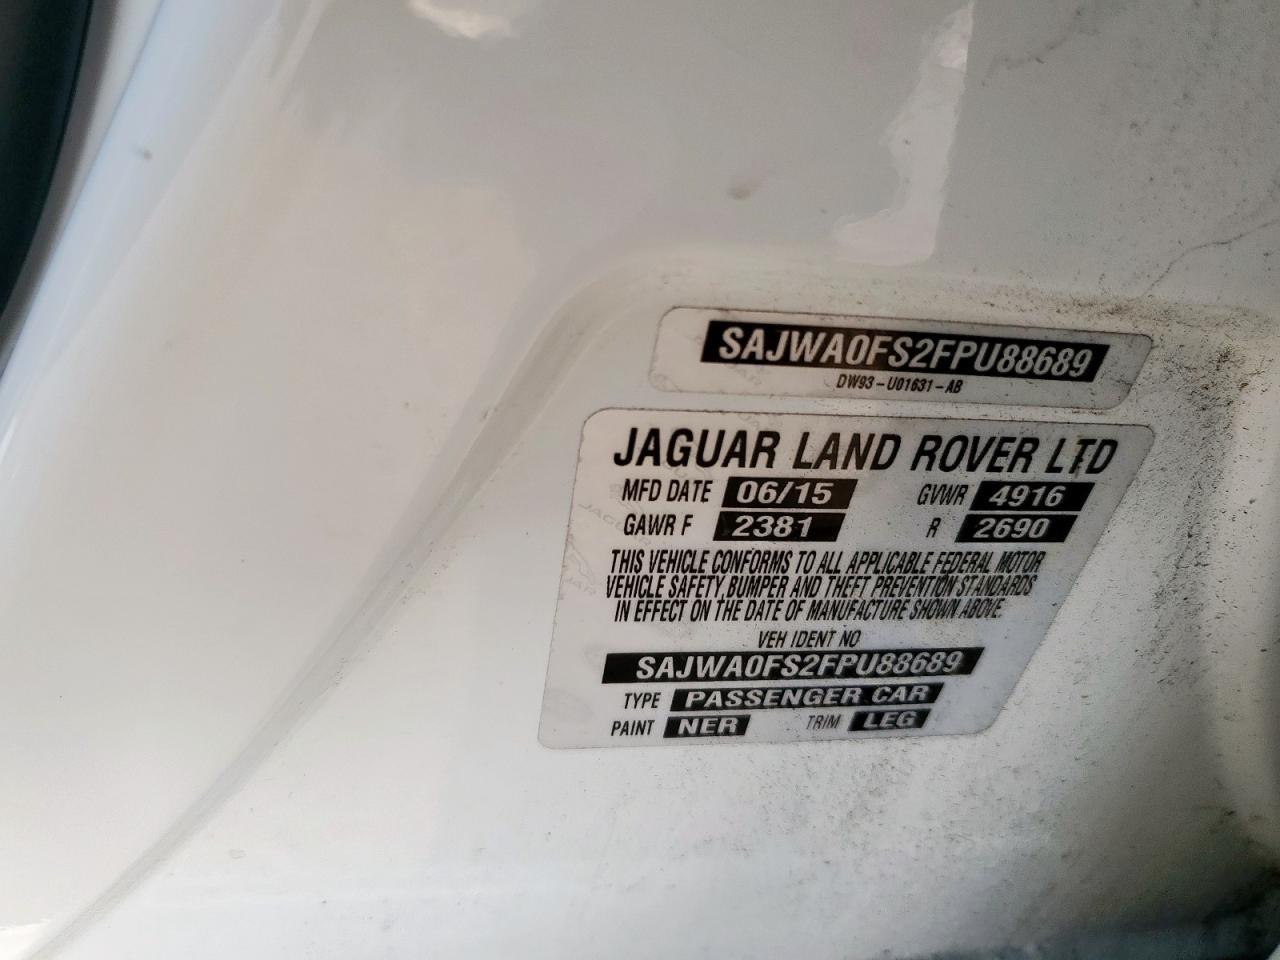 SAJWA0FS2FPU88689
DW93-U01631-AB
JAGUAR LAND ROVER LTD
MFD DATE 06/15 GVWR 4916
GAWR F 2381 R 2690
THIS VEHICLE CONFORMS TO ALL APPLICABLE FEDERAL MOTOR
VEHICLE SAFETY, BUMPER AND THEFT PREVENTION STANDARDS
IN EFFECT ON THE DATE OF MANUFACTURE SHOWN ABOVE.
VEH IDENT NO
SAJWA0FS2FPU88689
TYPE PASSENGER CAR
PAINT NER TRIM LEG